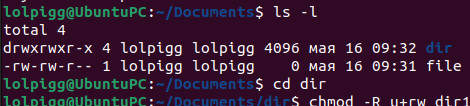 lolpigg@UbuntuPC:~/Documents$ ls -l
total 4
drwxrwxr-x 4 lolpigg lolpigg 4096 мая 16 09:32 dir
-rw-rw-r-- 1 lolpigg lolpigg    0 мая 16 09:31 file
lolpigg@UbuntuPC:~/Documents$ cd dir
lolpigg@UbuntuPC:~/Documents/dir$ chmod -R u+rw dir1